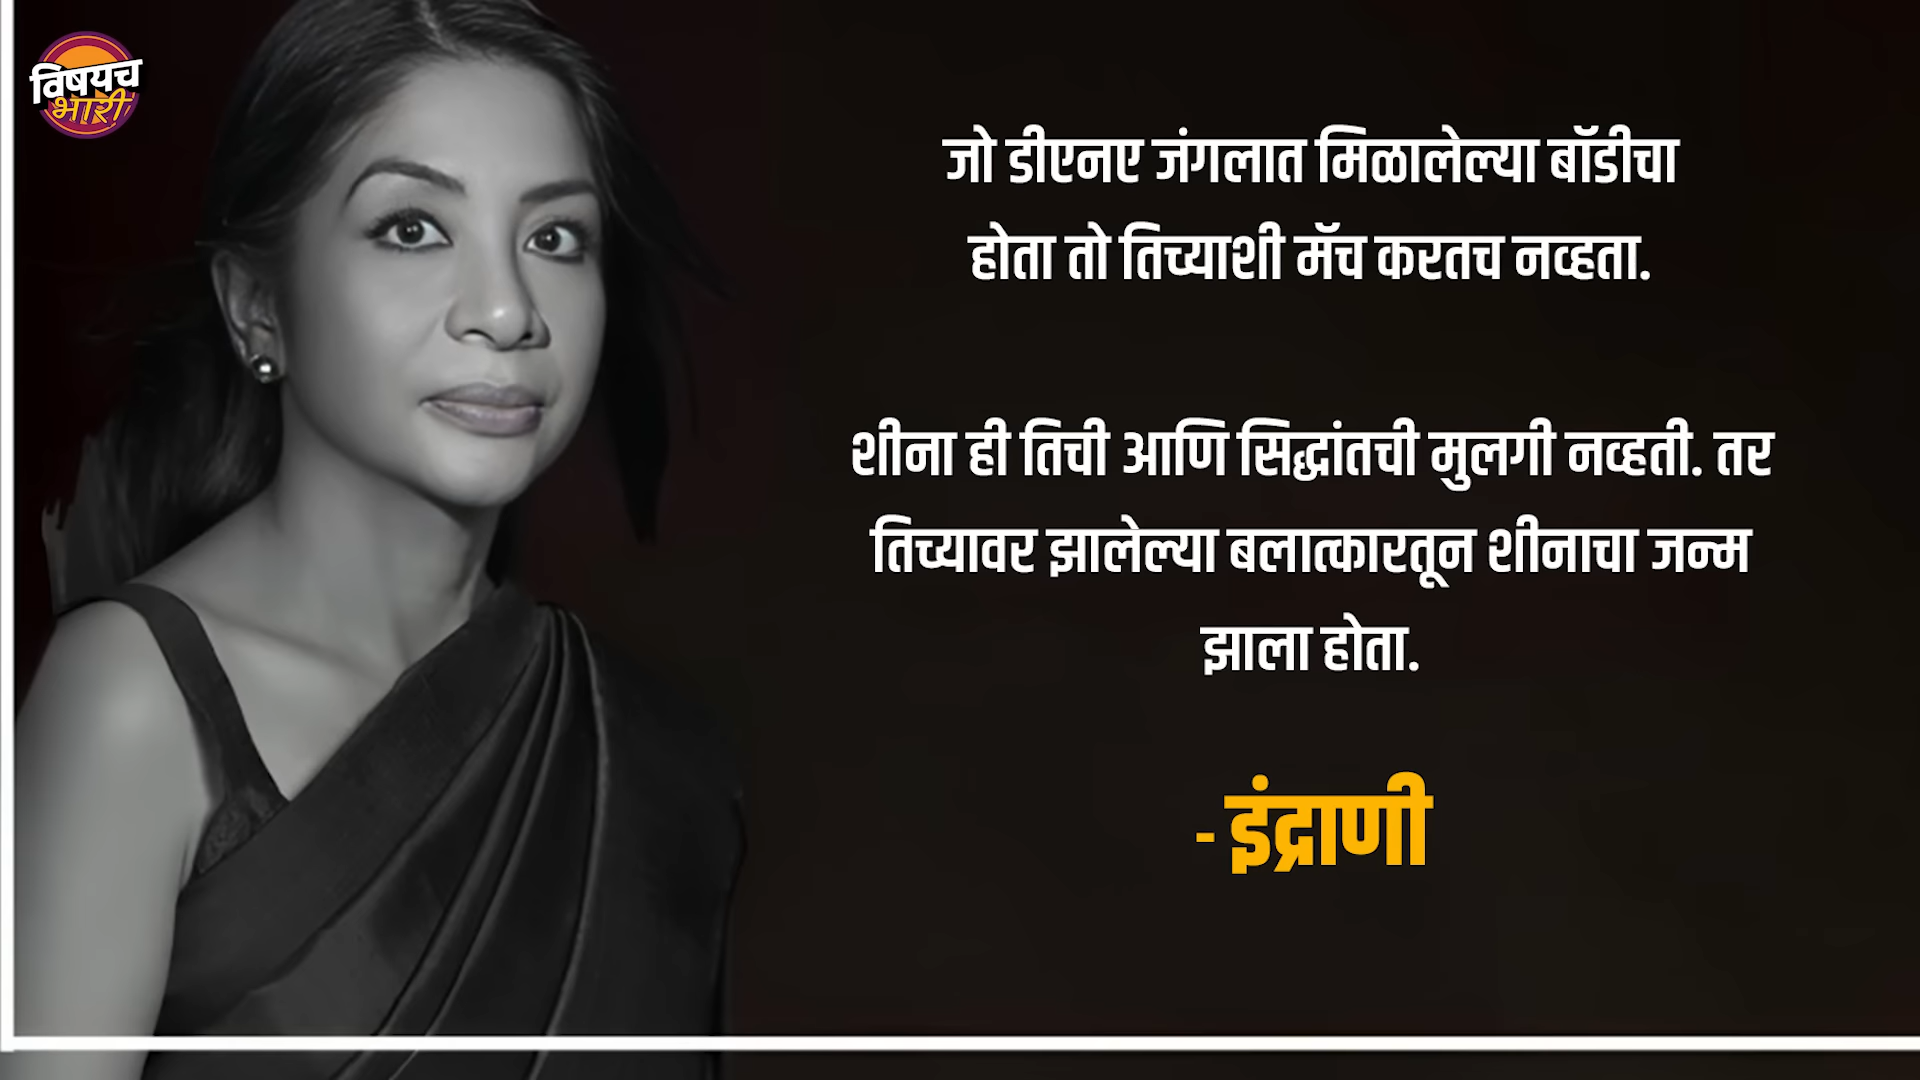 विषयच
भारी
जो डीएनए जंगलात मिळालेल्या बॉडीचा
होता तो तिच्याशी मॅच करतच नव्हता.
शीना ही तिची आणि सिद्धांतची मुलगी नव्हती. तर
तिच्यावर झालेल्या बलात्कारतून शीनाचा जन्म
झाला होता.
- इंद्राणी